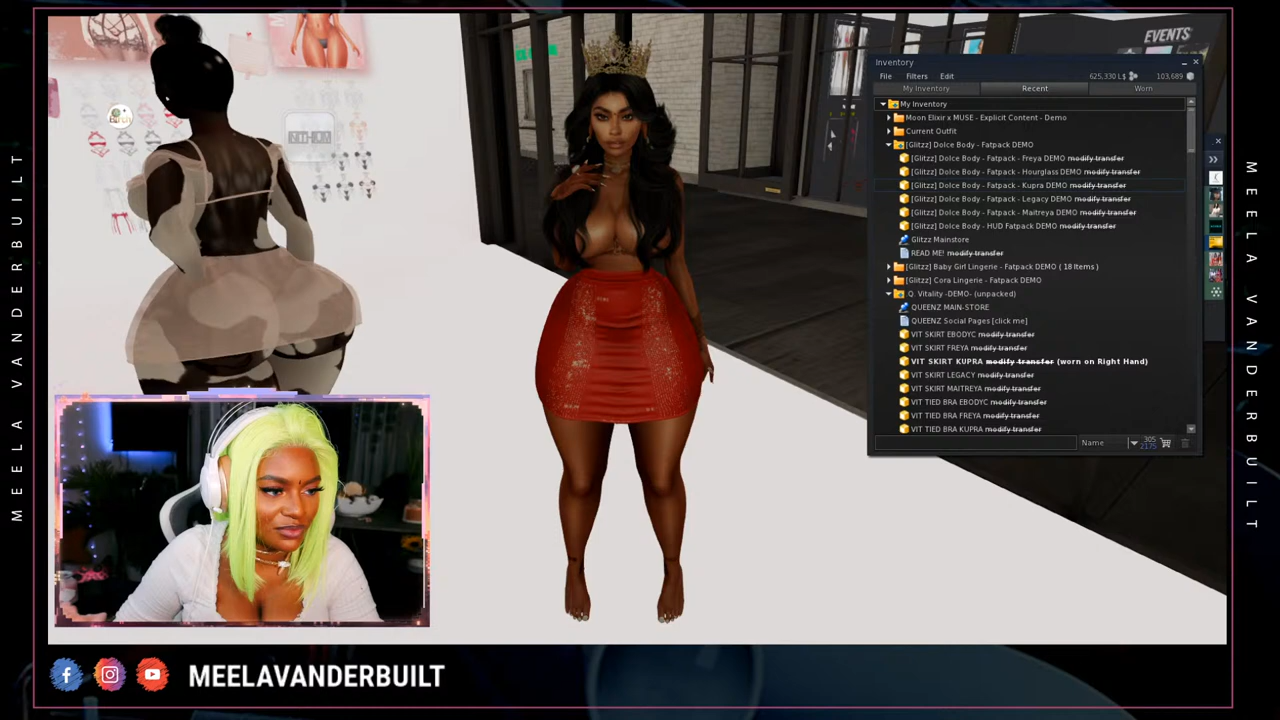 MEELA VANDERBUILT
EVENTS
Inventory
File Filters Edit 625,330 L$ 103,689
My Inventory Recent Worn
My Inventory
Moon Elixir x MUSE - Explicit Content - Demo
Current Outfit
[Glitzz] Dolce Body - Fatpack DEMO
[Glitzz] Dolce Body - Fatpack - Freya DEMO modify transfer
[Glitzz] Dolce Body - Fatpack - Hourglass DEMO modify transfer
[Glitzz] Dolce Body - Fatpack - Kupra DEMO modify transfer
[Glitzz] Dolce Body - Fatpack - Legacy DEMO modify transfer
[Glitzz] Dolce Body - Fatpack - Maitreya DEMO modify transfer
[Glitzz] Dolce Body - HUD Fatpack DEMO modify transfer
Glitzz Mainstore
READ ME! modify transfer
[Glitzz] Baby Girl Lingerie - Fatpack DEMO ( 18 Items )
[Glitzz] Cora Lingerie - Fatpack DEMO
.Q. Vitality -DEMO- (unpacked)
QUEENZ MAIN-STORE
QUEENZ Social Pages [click me]
VIT SKIRT EBODYC modify transfer
VIT SKIRT FREYA modify transfer
VIT SKIRT KUPRA modify transfer (worn on Right Hand)
VIT SKIRT LEGACY modify transfer
VIT SKIRT MAITREYA modify transfer
VIT TIED BRA EBODYC modify transfer
VIT TIED BRA FREYA modify transfer
VIT TIED BRA KUPRA modify transfer
Name 305
2175
MEELA VANDERBUILT
MEELAVANDERBUILT